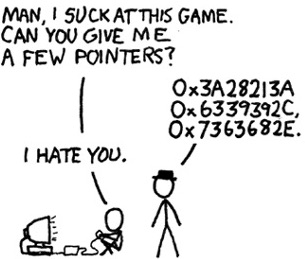 MAN, I SUCK AT THIS GAME.
CAN YOU GIVE ME
A FEW POINTERS?
0x3A28213A
0x6339392C,
0x7363682E.
I HATE YOU.